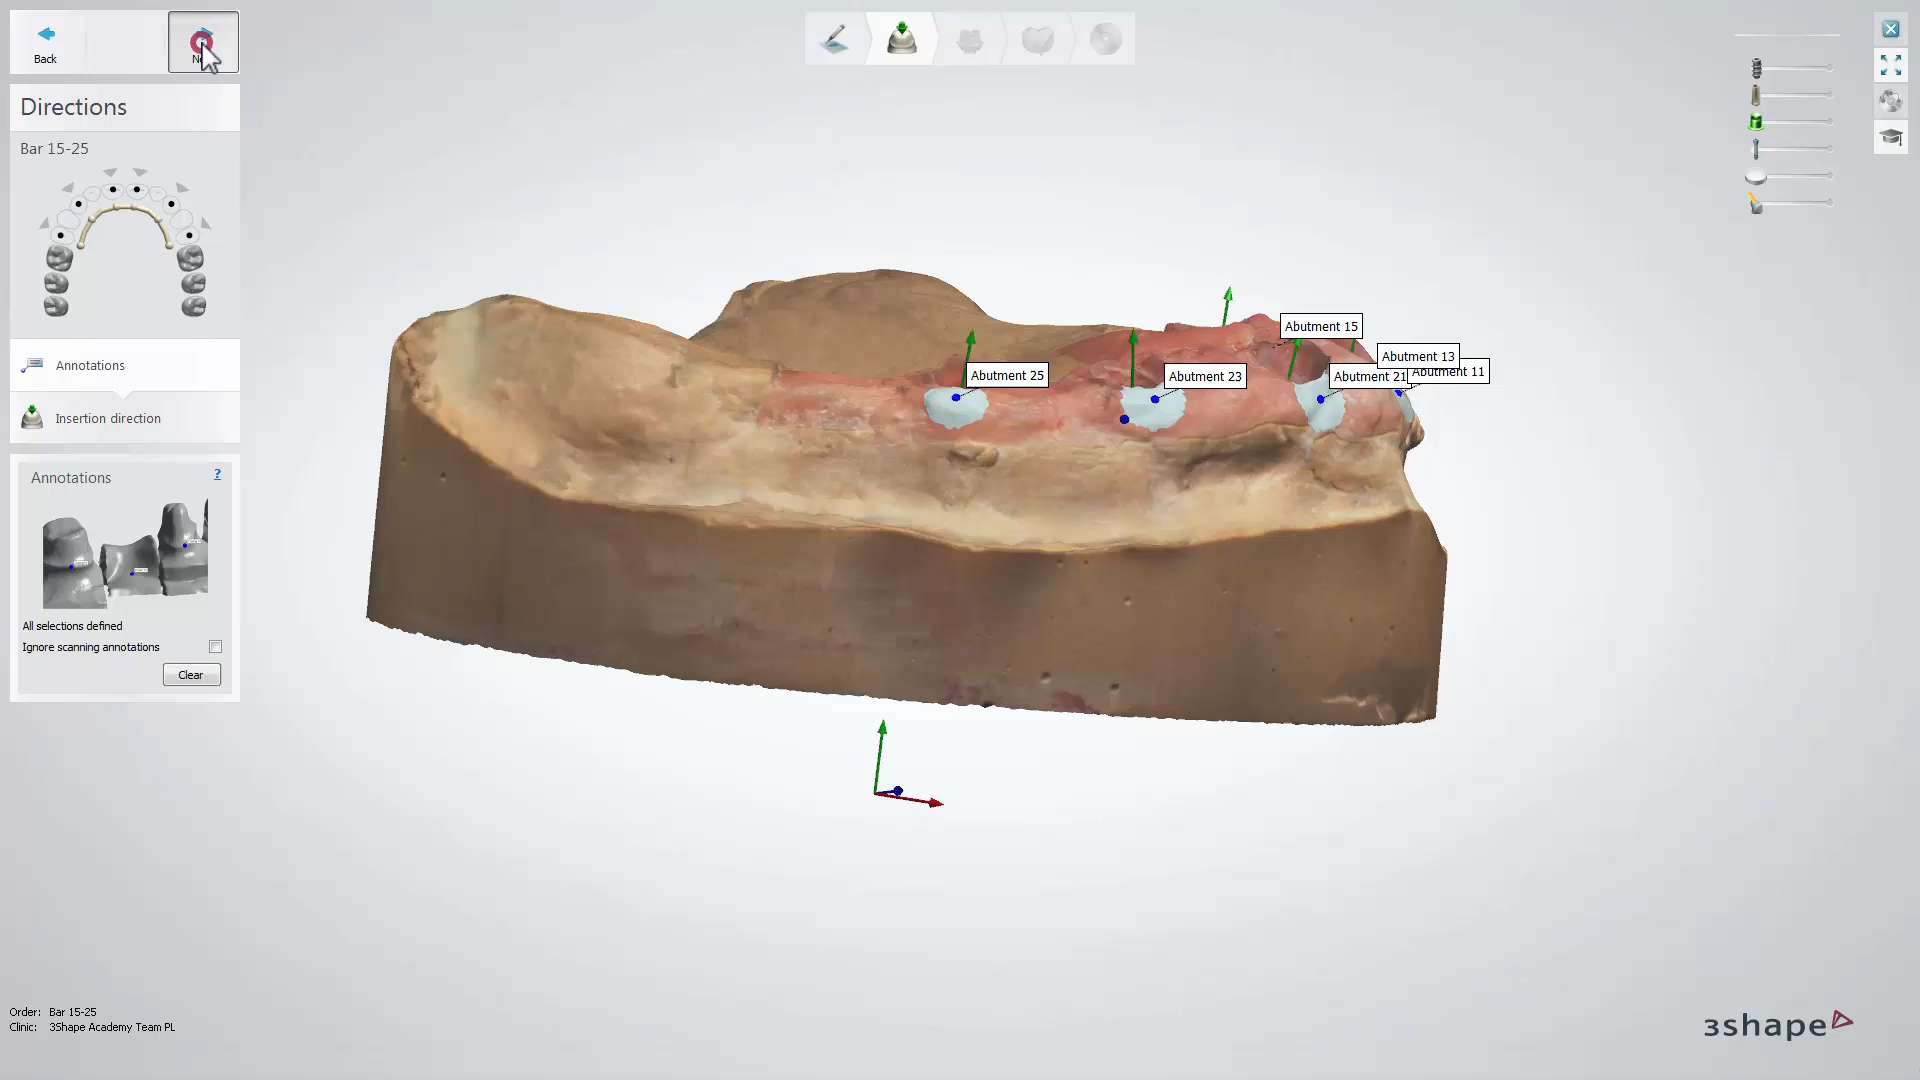 Back
Directions
Bar 15-25
Annotations
Insertion direction
Annotations
?
All selections defined
Ignore scanning annotations
Clear
Abutment 15
Abutment 13
Abutment 11
Abutment 21
Abutment 23
Abutment 25
Order: Bar 15-25
Clinic: 3Shape Academy Team PL
3shape